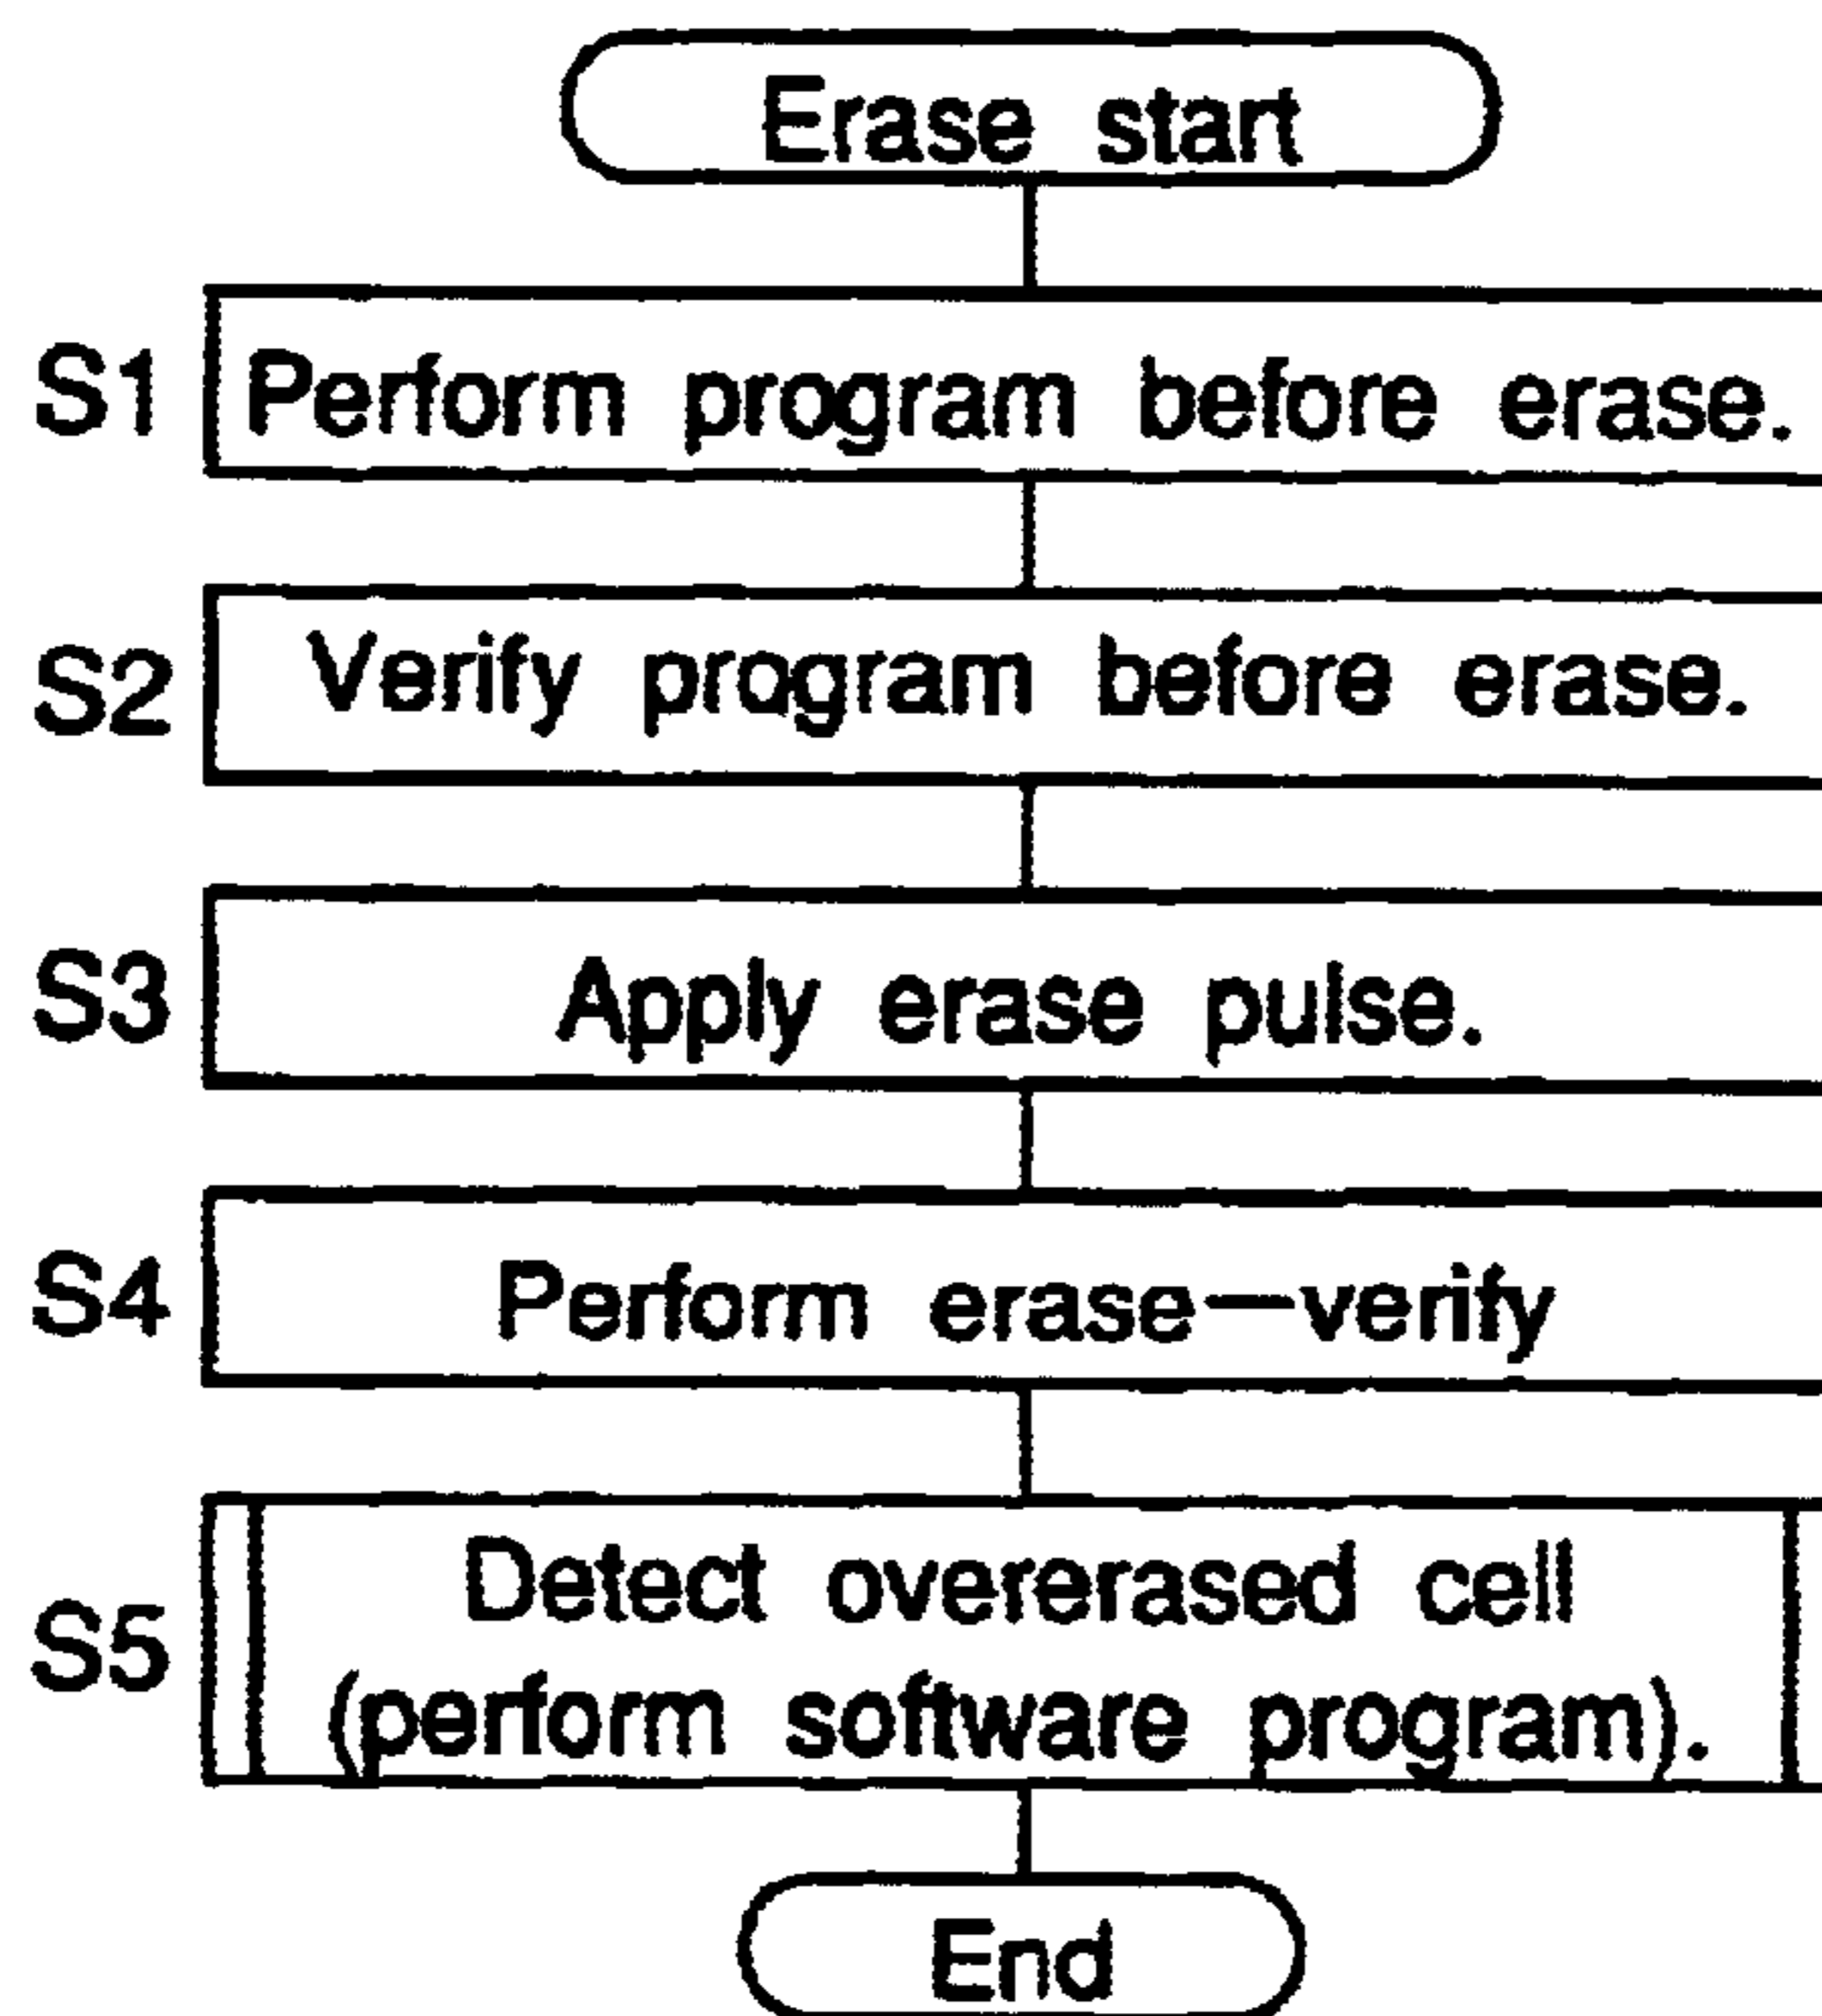 Erase start
S1 Perform program before erase.
S2 Verify program before erase.
S3 Apply erase pulse.
S4 Perform erase—verify
S5 Detect overerased cell
(perform software program).
End